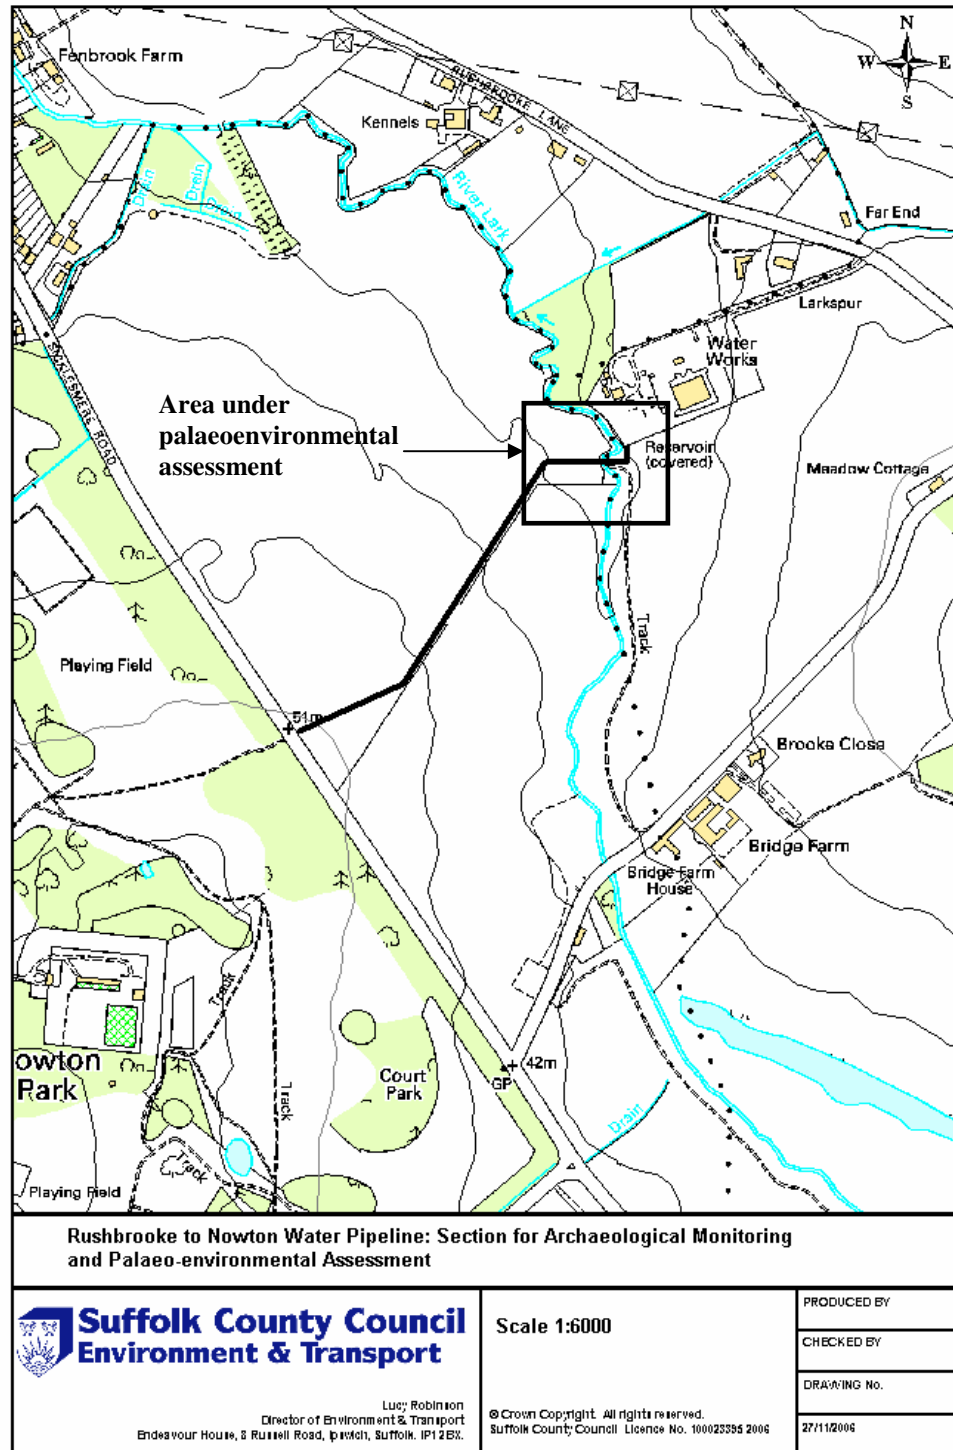 N
Fenbrook Farm
W E
S
RUSHBROOKE LANE
Kennels
Drain
Drain
Drain
River Lark
Far End
Larkspur
Water
Works
SICKLESMERE ROAD
Area under
palaeoenvironmental
assessment
Reservoir
(covered)
Meadow Cottage
Track
Playing Field
51m
Brooke Close
Bridge Farm
Bridge Farm
House
Track
owton
Park
Court
Park
42m
GP
Track
Drain
Track
Playing Field
Rushbrooke to Nowton Water Pipeline: Section for Archaeological Monitoring
and Palaeo-environmental Assessment
Suffolk County Council
Environment & Transport
Lucy Robinson
Director of Environment & Transport
Endeavour House, 8 Russell Road, Ipswich, Suffolk. IP1 2BX.
Scale 1:6000
© Crown Copyright. All rights reserved.
Suffolk County Council Licence No. 100023395 2006
PRODUCED BY
CHECKED BY
DRAWING No.
27/11/2006